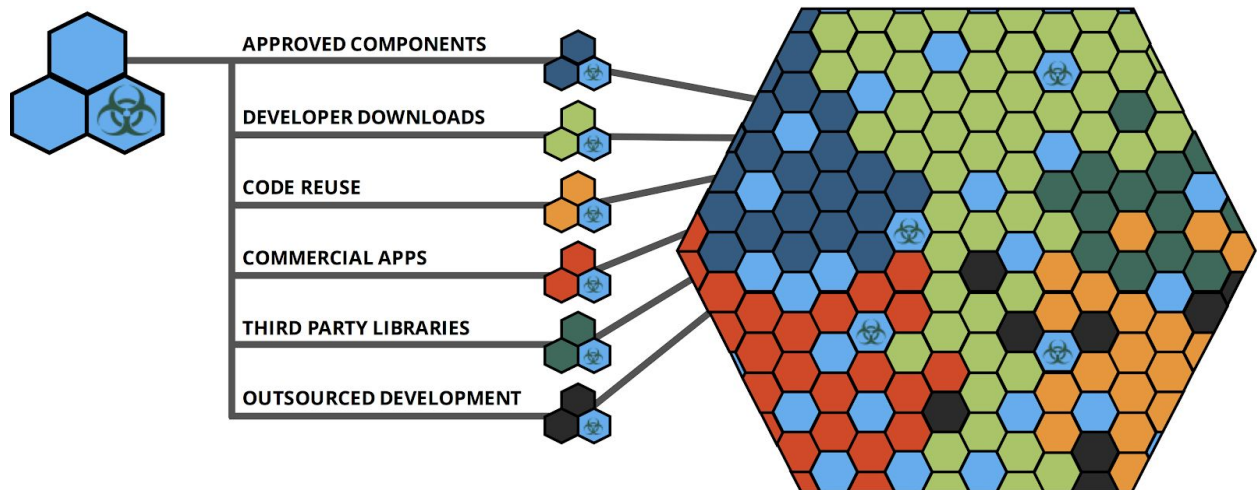 APPROVED COMPONENTS
DEVELOPER DOWNLOADS
CODE REUSE
COMMERCIAL APPS
THIRD PARTY LIBRARIES
OUTSOURCED DEVELOPMENT